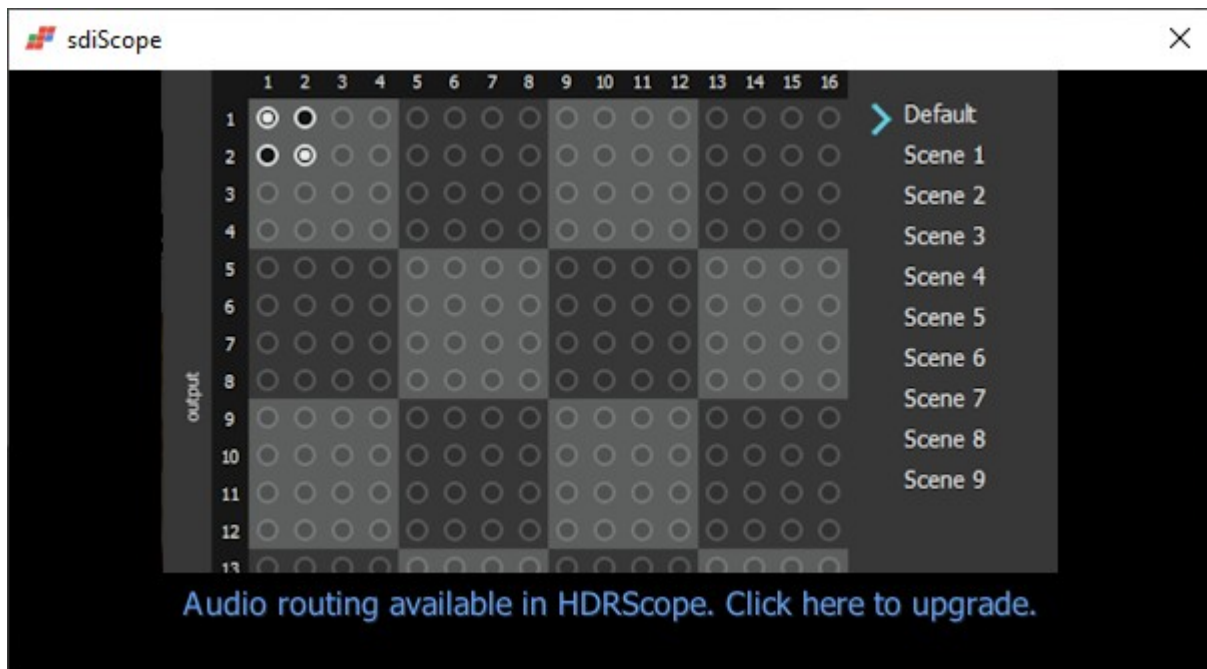 sdiScope
1 2 3 4 5 6 7 8 9 10 11 12 13 14 15 16
1
Default
2
Scene 1
3
Scene 2
4
Scene 3
5
Scene 4
6
Scene 5
7
Scene 6
8
output
Scene 7
9
Scene 8
10
Scene 9
11
12
13
Audio routing available in HDRScope. Click here to upgrade.